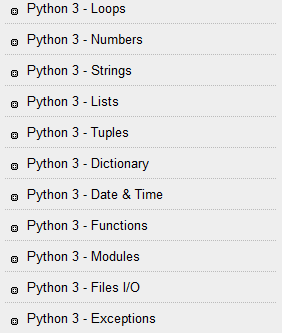 Python 3 - Loops
Python 3 - Numbers
Python 3 - Strings
Python 3 - Lists
Python 3 - Tuples
Python 3 - Dictionary
Python 3 - Date & Time
Python 3 - Functions
Python 3 - Modules
Python 3 - Files I/O
Python 3 - Exceptions